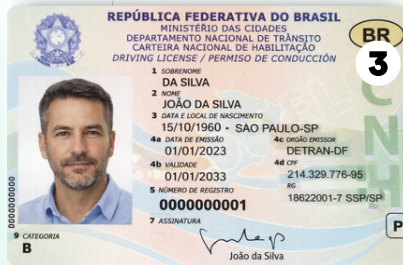 REPÚBLICA FEDERATIVA DO BRASIL
MINISTÉRIO DAS CIDADES
DEPARTAMENTO NACIONAL DE TRÂNSITO
CARTEIRA NACIONAL DE HABILITAÇÃO
DRIVING LICENSE / PERMISO DE CONDUCCIÓN
BR
3
1 SOBRENOME
DA SILVA
2 NOME
JOÃO DA SILVA
3 DATA E LOCAL DE NASCIMENTO
15/10/1960 • SAO PAULO-SP
4a DATA DE EMISSÃO 4c ORGÃO EMISSOR
01/01/2023 DETRAN-DF
4b VALIDADE 4d CPF
01/01/2033 214.329.776-95
5 NÚMERO DE REGISTRO RG
0000000001 18622001-7 SSP/SP
7 ASSINATURA
João da Silva
9 CATEGORIA
B
P
CNH